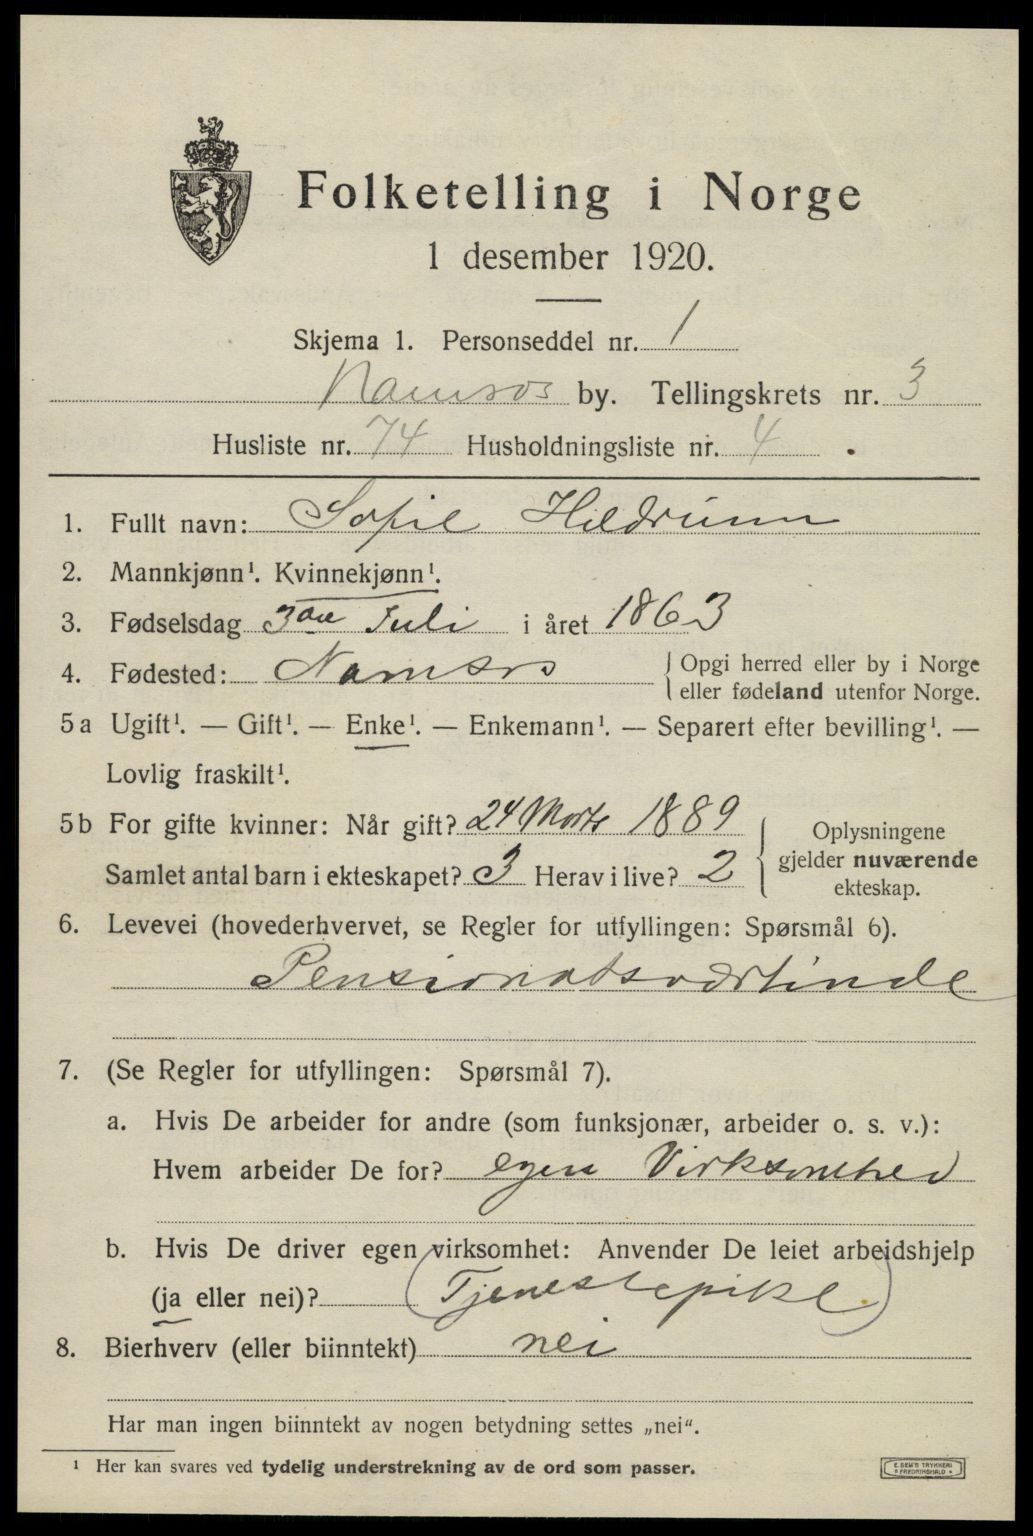 Folketelling i Norge
1 desember 1920.
Skjema 1. Personseddel nr. 1
Namsos by. Tellingskrets nr. 3
Husliste nr. 74 Husholdningsliste nr. 4
1. Fullt navn: Sofie Hildrum
2. Mannkjønn¹. Kvinnekjønn¹.
3. Fødselsdag 3die Juli i året 1863
4. Fødested: Namsos { Opgi herred eller by i Norge
eller fødeland utenfor Norge.
5 a Ugift¹. — Gift¹. — Enke¹. — Enkemann¹. — Separert efter bevilling¹. —
Lovlig fraskilt¹.
5 b For gifte kvinner: Når gift? 24 Marts 1889
Samlet antal barn i ekteskapet? 3 Herav i live? 2
Oplysningene
gjelder nuværende
ekteskap.
6. Levevei (hovederhvervet, se Regler for utfyllingen: Spørsmål 6).
Pensionatsværtinde
7. (Se Regler for utfyllingen: Spørsmål 7).
a. Hvis De arbeider for andre (som funksjonær, arbeider o. s. v.):
Hvem arbeider De for? egen Virksomhed
b. Hvis De driver egen virksomhet: Anvender De leiet arbeidshjelp
(ja eller nei)? (Tjenestepike)
8. Bierhverv (eller biinntekt) nei
Har man ingen biinntekt av nogen betydning settes „nei“.
¹ Her kan svares ved tydelig understrekning av de ord som passer.
E. SEM'S TRYKKERI
FREDRIKSHALD